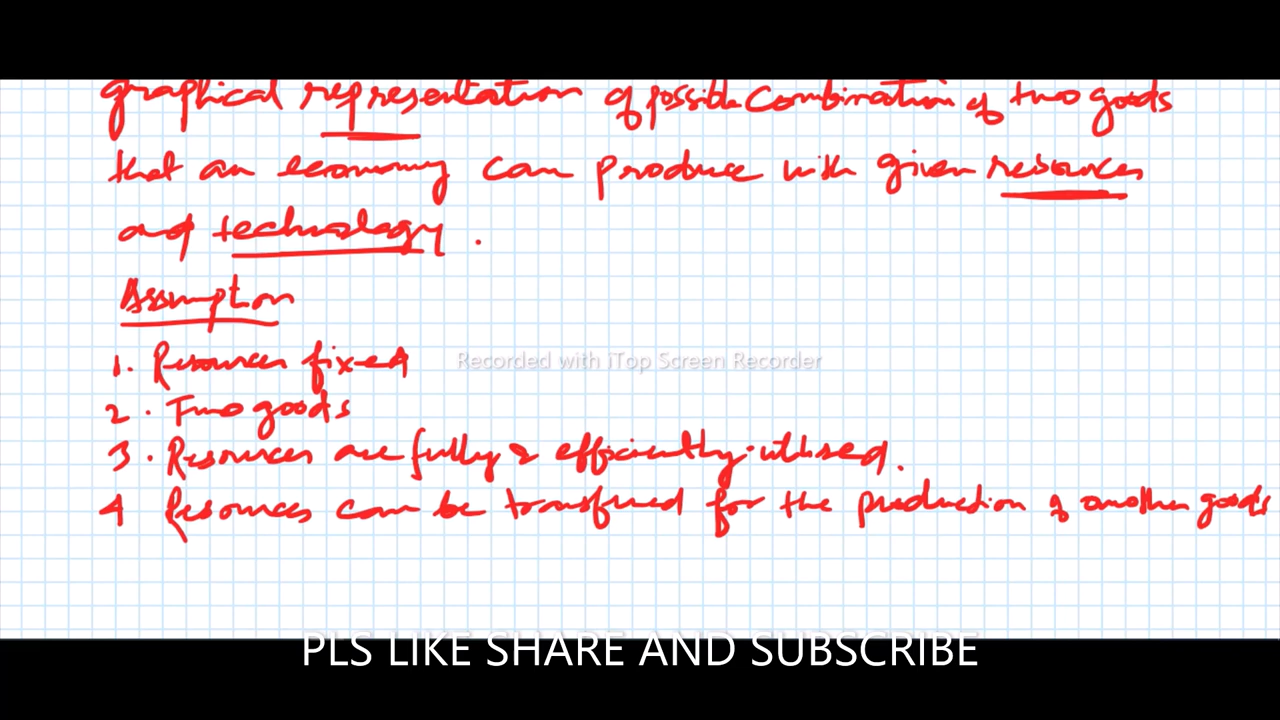 graphical representation of possible combination of two goods
that an economy can produce with given resources
and technology .
Assumption
1. Resources fixed
Recorded with iTop Screen Recorder
2 . Two goods
3 . Resources are fully & efficiently utilised .
4 Resources can be transfrred for the production of another goods
PLS LIKE SHARE AND SUBSCRIBE